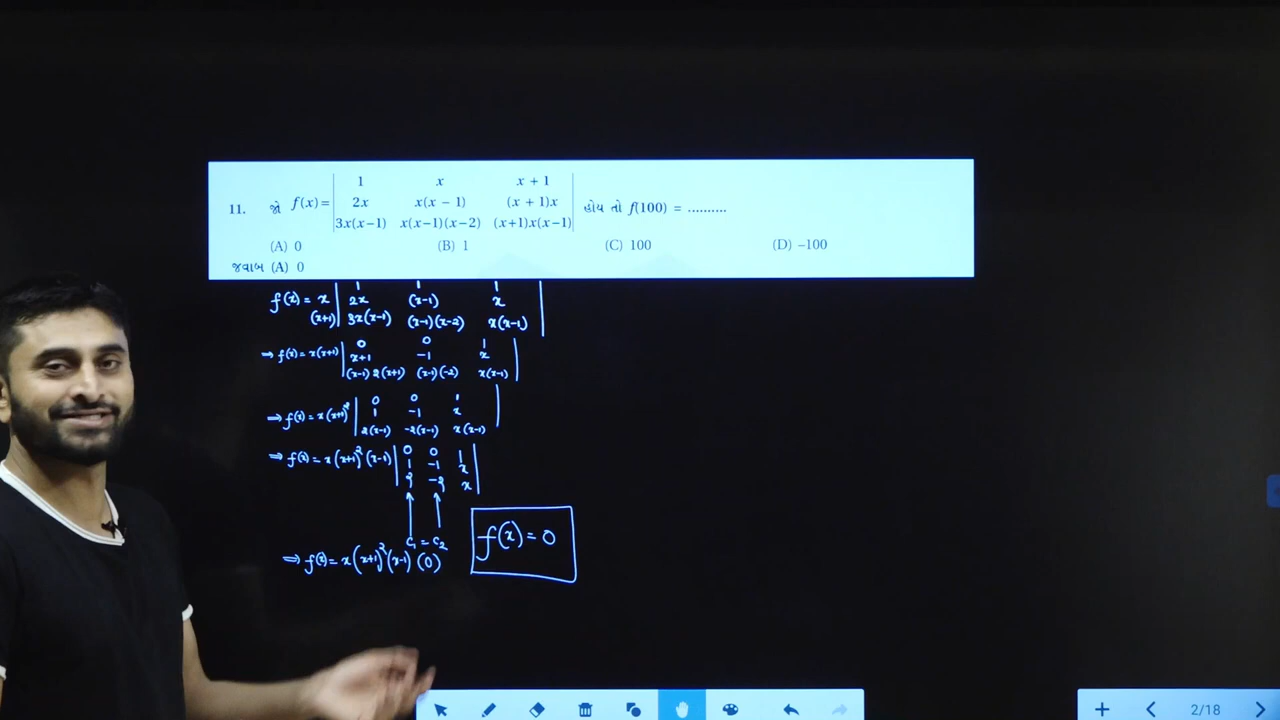 11. જો f(x) = | 1 x x + 1 |
| 2x x(x − 1) (x + 1)x | હોય તો f(100) = ..........
| 3x(x−1) x(x−1)(x−2) (x+1)x(x−1) |
(A) 0 (B) 1 (C) 100 (D) −100
જવાબ (A) 0
| 1 1 1 |
f(x) = x | 2x (x-1) x |
(x+1) | 3x(x-1) (x-1)(x-2) x(x-1) |
| 0 0 1 |
⇒ f(x) = x(x+1) | x+1 -1 x |
| (x-1) 2(x+1) (x-1)(-2) x(x-1) |
| 0 0 1 |
⇒ f(x) = x(x+1)² | 1 -1 x |
| 2(x-1) -2(x-1) x(x-1) |
⇒ f(x) = x(x+1)²(x-1) | 0 0 1 |
| 1 -1 x |
| 2 -2 x |
C₁ = C₂
⇒ f(x) = x(x+1)²(x-1)(0)
f(x) = 0
2/18